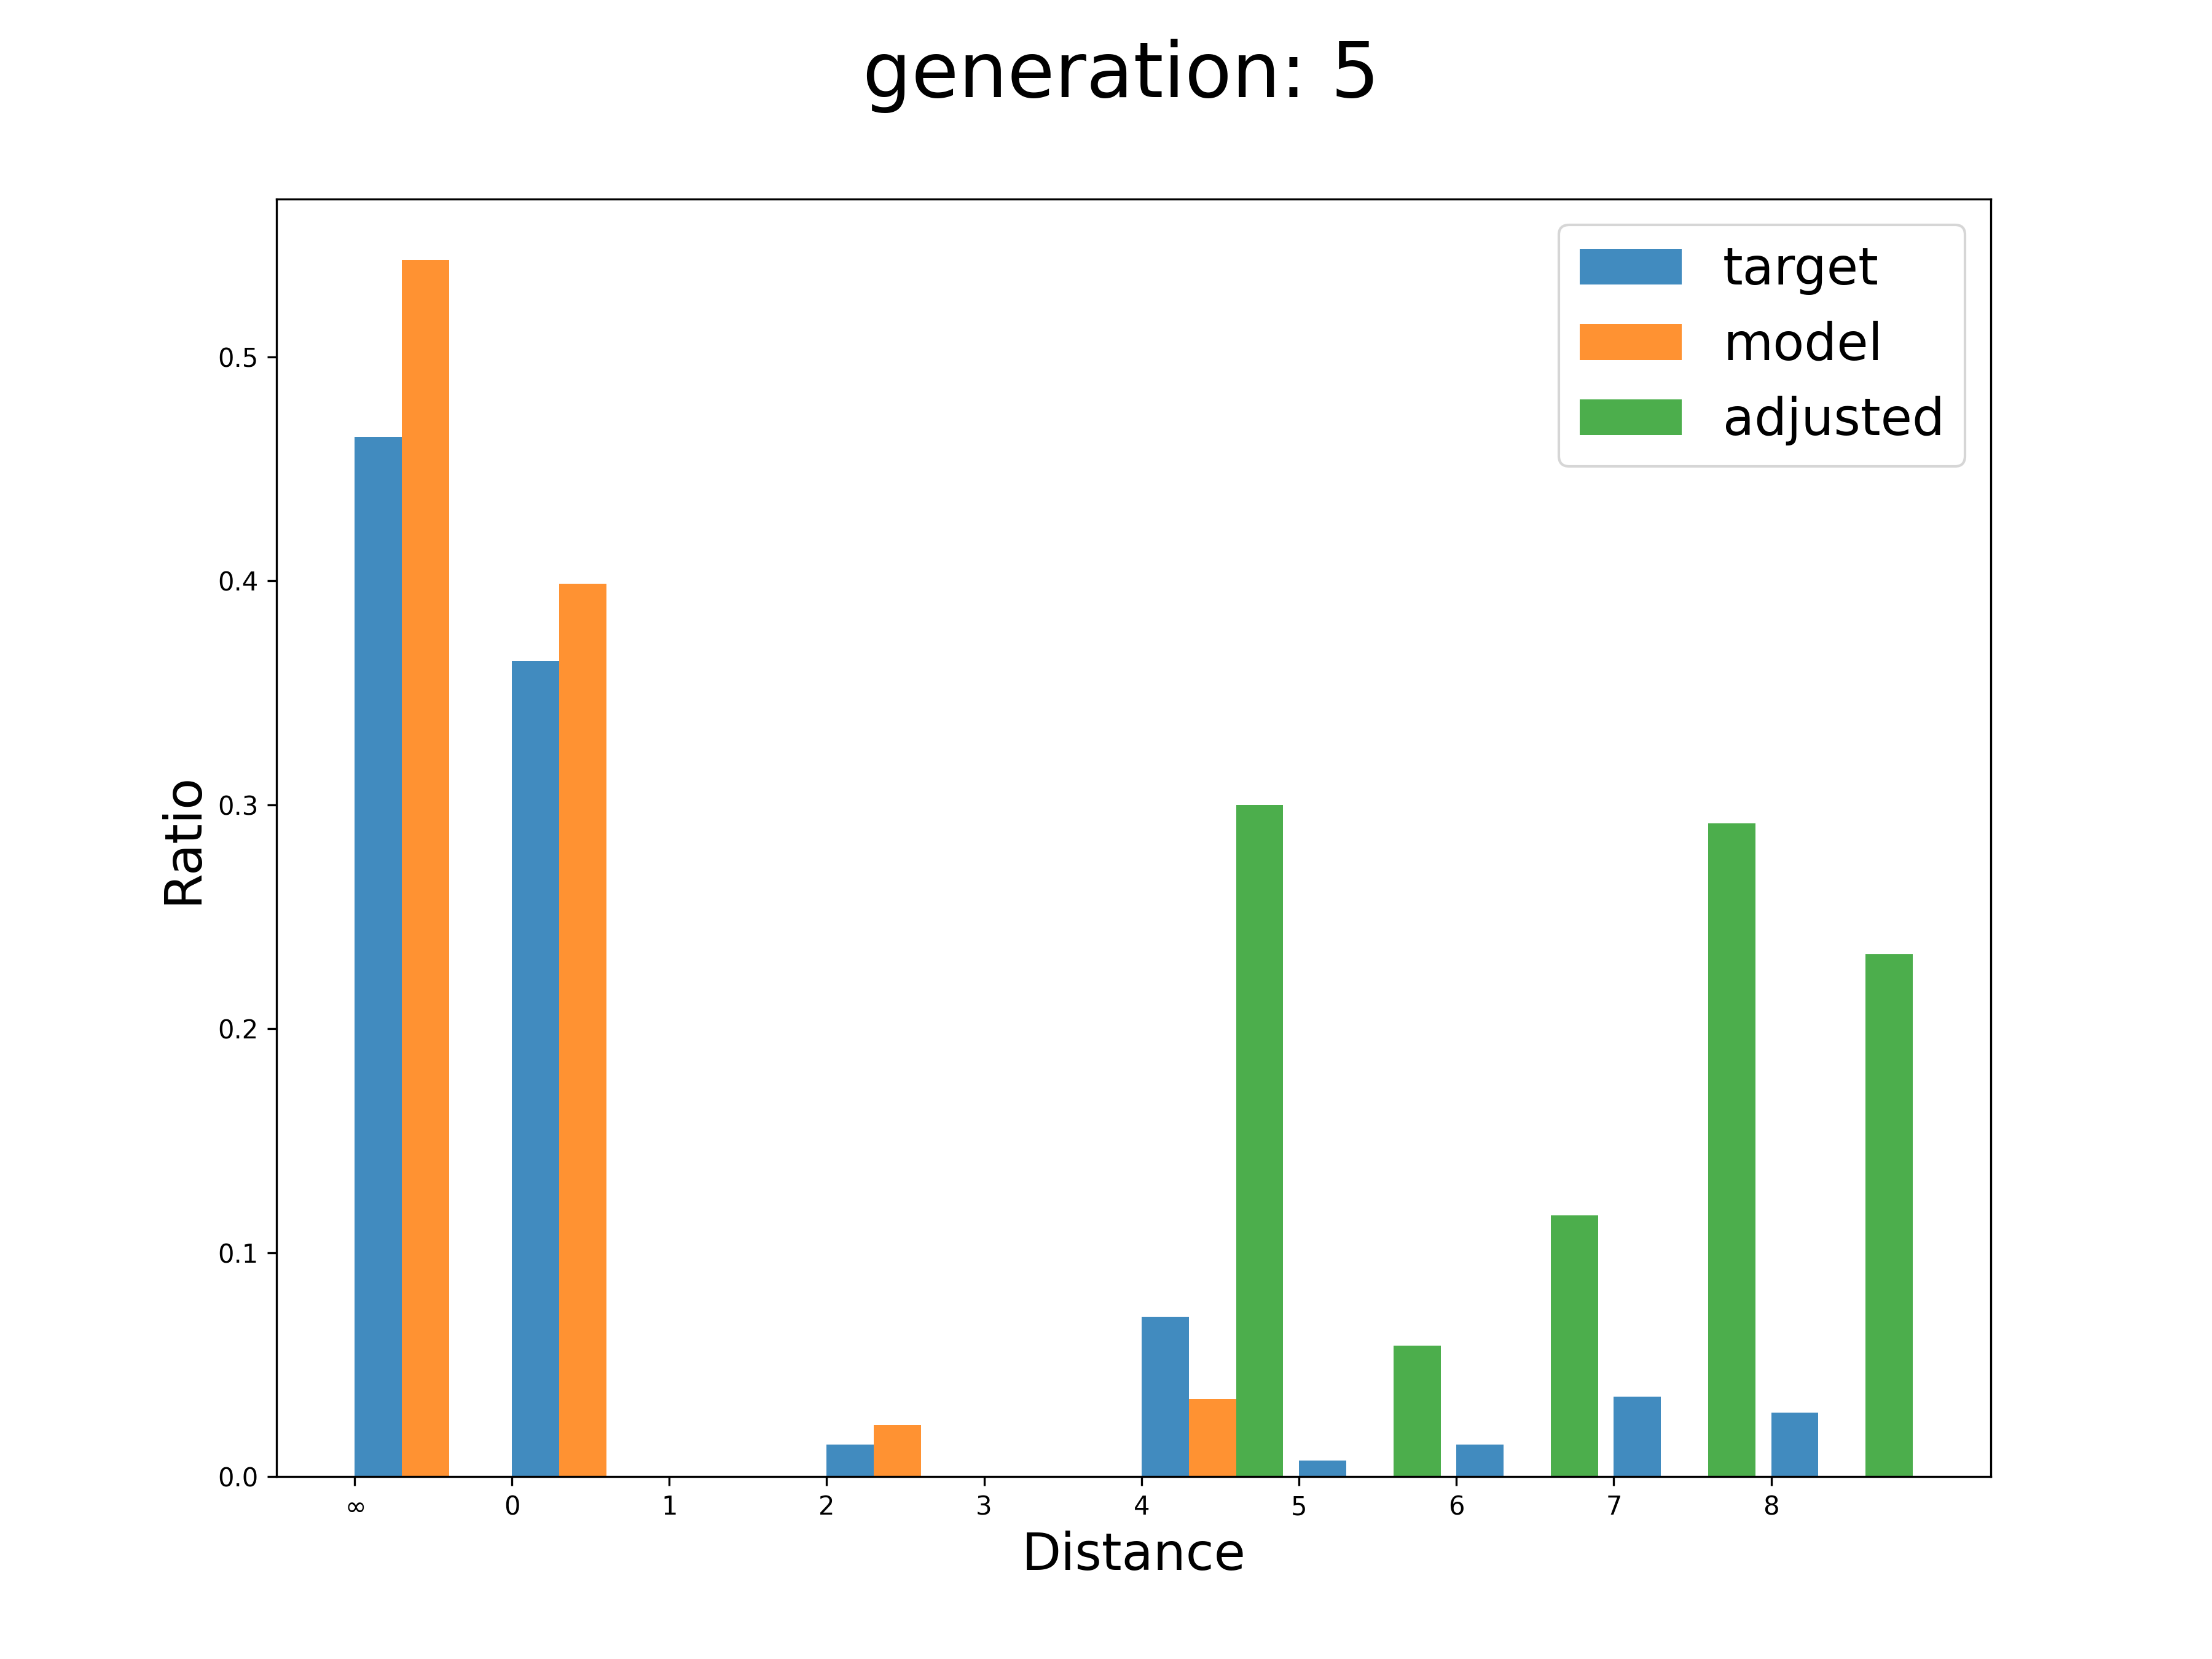 generation: 5
target
model
adjusted
0.5
0.4
0.3
0.2
0.1
0.0
Ratio
∞ 0 1 2 3 4 5 6 7 8
Distance